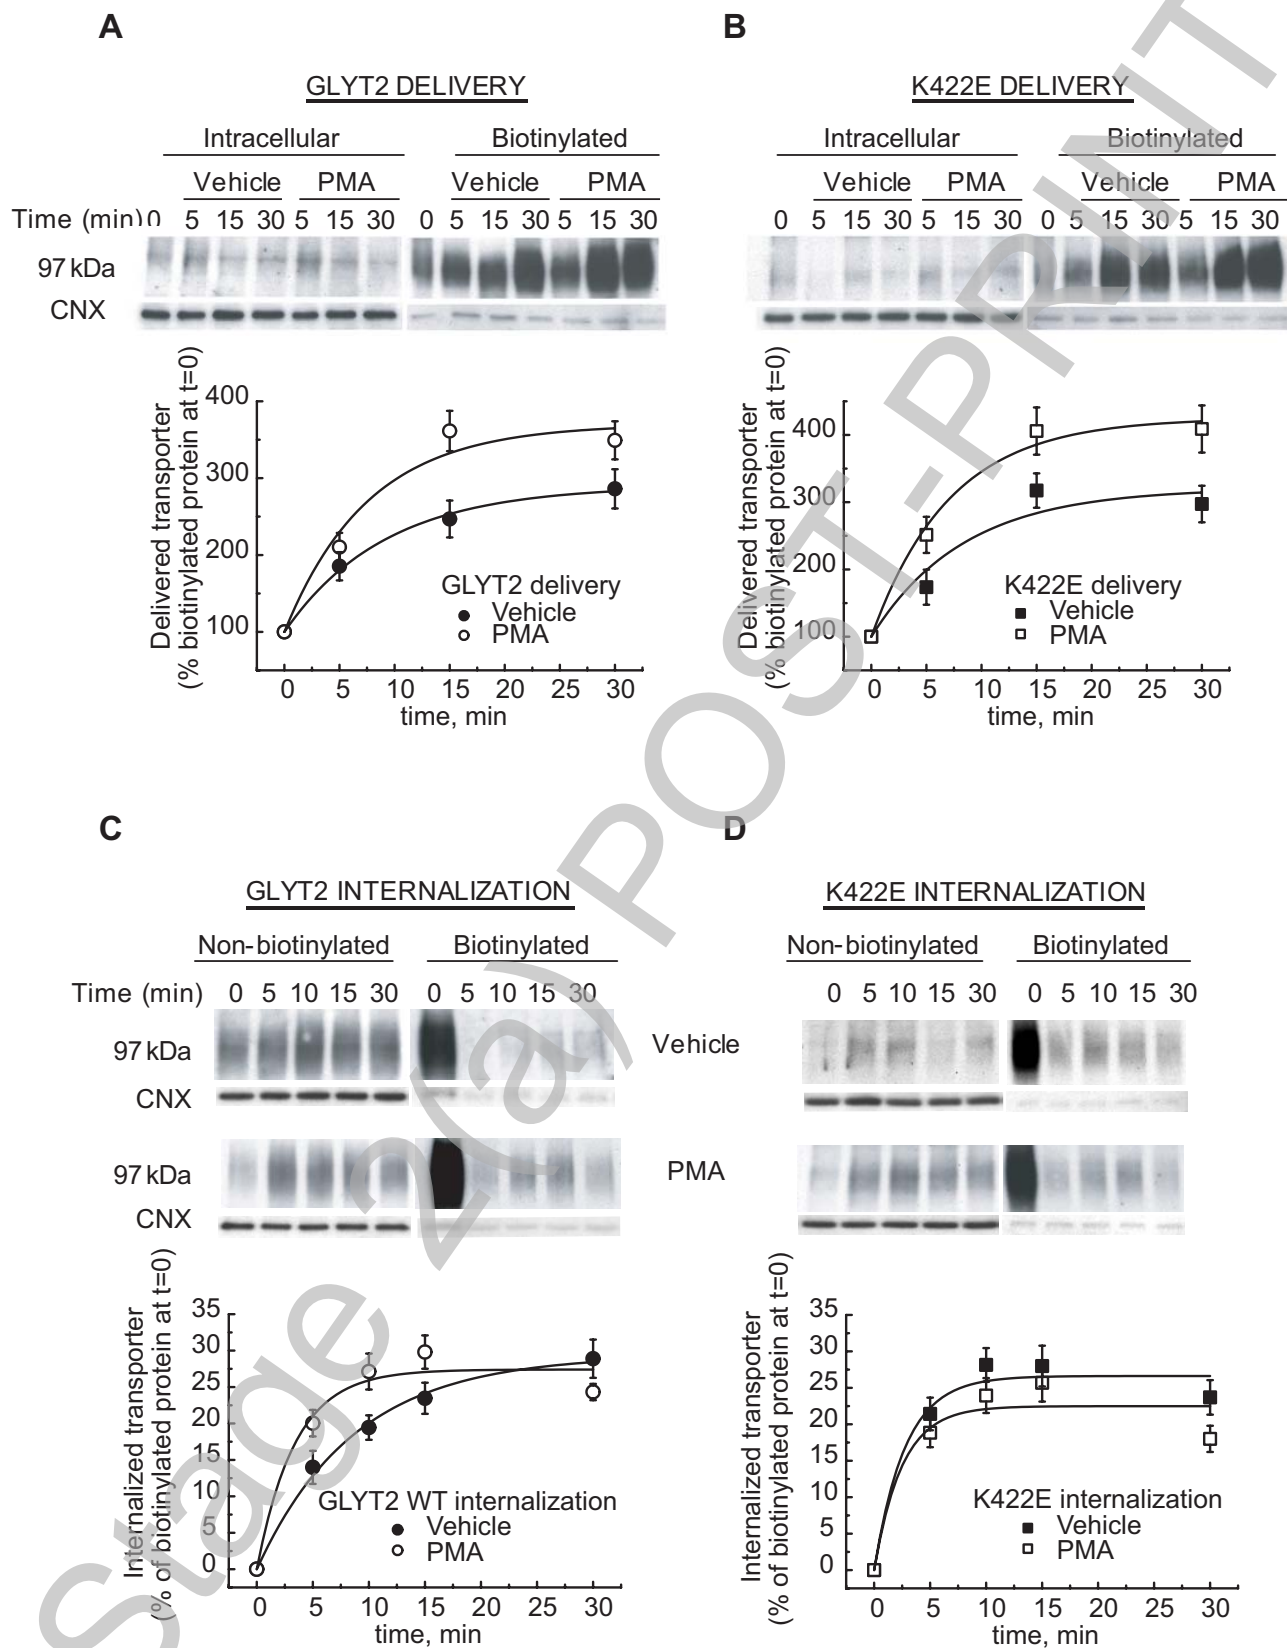 A
B
GLYT2 DELIVERY
K422E DELIVERY
Intracellular
Biotinylated
Intracellular
Biotinylated
Vehicle
PMA
Vehicle
PMA
Vehicle
PMA
Vehicle
PMA
Time (min) 0 5 15 30 5 15 30 0 5 15 30 5 15 30
0 5 15 30 5 15 30 0 5 15 30 5 15 30
97 kDa
CNX
Delivered transporter
(% biotinylated protein at t=0)
400
300
200
100
GLYT2 delivery
Vehicle
PMA
0 5 10 15 20 25 30
time, min
Delivered transporter
(% biotinylated protein at t=0)
400
300
200
100
K422E delivery
Vehicle
PMA
0 5 10 15 20 25 30
time, min
C
D
GLYT2 INTERNALIZATION
K422E INTERNALIZATION
Non-biotinylated
Biotinylated
Non-biotinylated
Biotinylated
Time (min) 0 5 10 15 30 0 5 10 15 30
0 5 10 15 30 0 5 10 15 30
97 kDa
Vehicle
CNX
97 kDa
PMA
CNX
Internalized transporter
(% of biotinylated protein at t=0)
35
30
25
20
15
10
5
0
GLYT2 WT internalization
Vehicle
PMA
0 5 10 15 20 25 30
time, min
Internalized transporter
(% of biotinylated protein at t=0)
35
30
25
20
15
10
5
0
K422E internalization
Vehicle
PMA
0 5 10 15 20 25 30
time, min
Stage 2(a) POST-PRINT